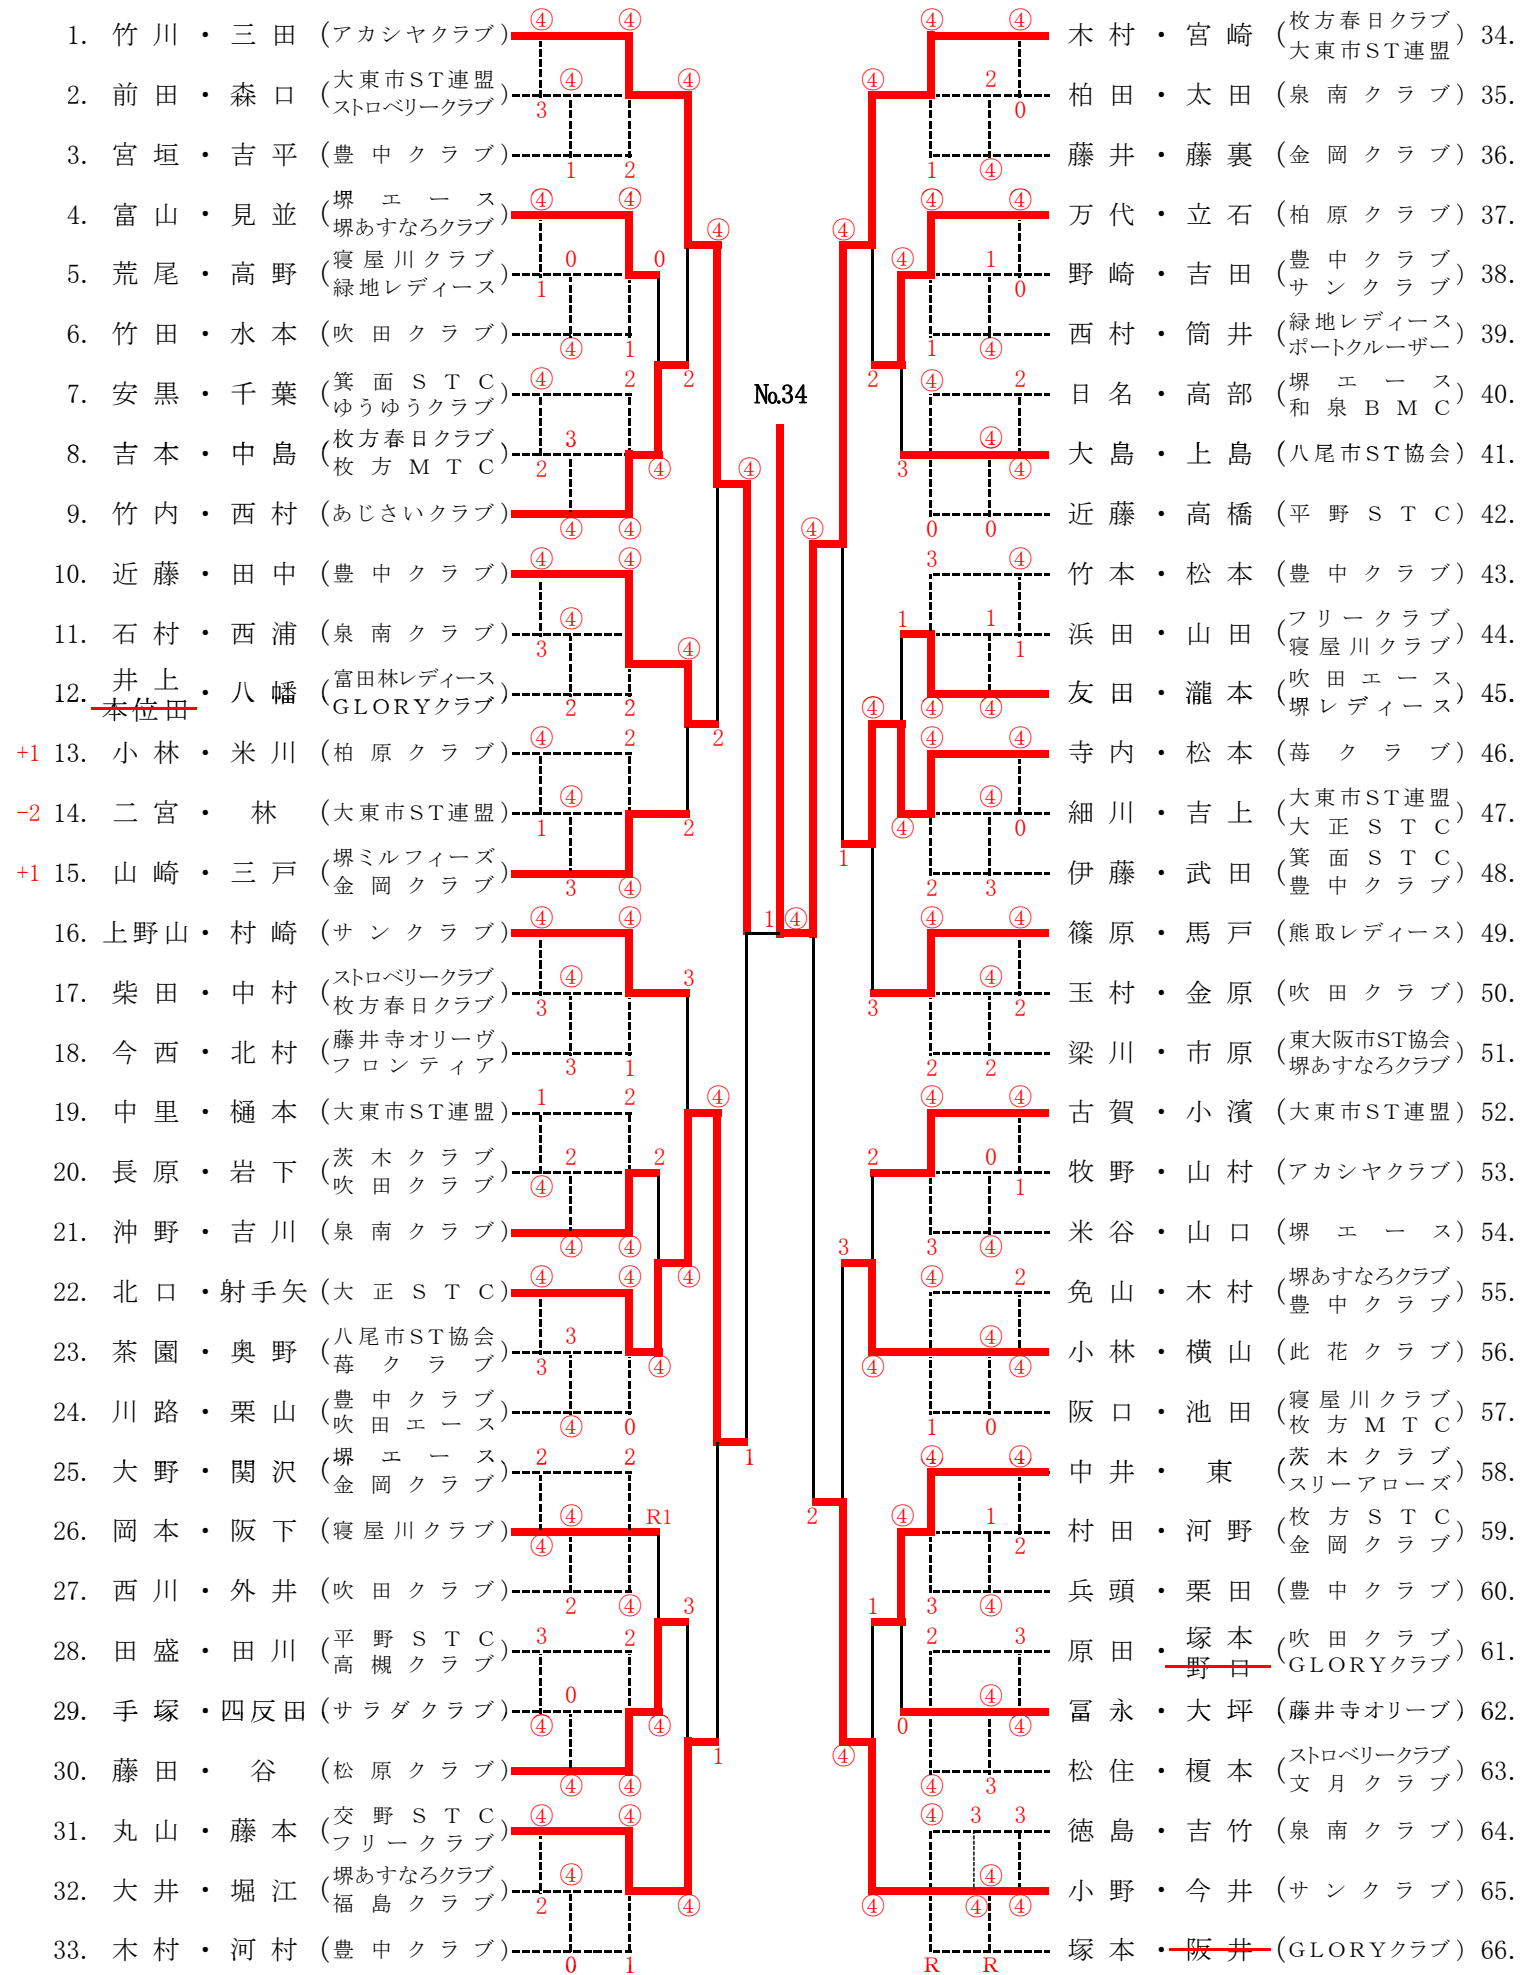 1. 竹川・三田 (アカシヤクラブ)
2. 前田・森口 (大東市ST連盟 ストロベリークラブ)
3. 宮垣・吉平 (豊中クラブ)
4. 富山・見並 (堺エース 堺あすなろクラブ)
5. 荒尾・高野 (寝屋川クラブ 緑地レディース)
6. 竹田・水本 (吹田クラブ)
7. 安黒・千葉 (箕面STC ゆうゆうクラブ)
8. 吉本・中島 (枚方春日クラブ 枚方MTC)
9. 竹内・西村 (あじさいクラブ)
10. 近藤・田中 (豊中クラブ)
11. 石村・西浦 (泉南クラブ)
12. 井上 本位田・八幡 (富田林レディース GLORYクラブ)
+1 13. 小林・米川 (柏原クラブ)
-2 14. 二宮・林 (大東市ST連盟)
+1 15. 山崎・三戸 (堺ミルフィーズ 金岡クラブ)
16. 上野山・村崎 (サンクラブ)
17. 柴田・中村 (ストロベリークラブ 枚方春日クラブ)
18. 今西・北村 (藤井寺オリーヴ フロンティア)
19. 中里・樋本 (大東市ST連盟)
20. 長原・岩下 (茨木クラブ 吹田クラブ)
21. 沖野・吉川 (泉南クラブ)
22. 北口・射手矢 (大正STC)
23. 茶園・奥野 (八尾市ST協会 苺クラブ)
24. 川路・栗山 (豊中クラブ 吹田エース)
25. 大野・関沢 (堺エース 金岡クラブ)
26. 岡本・阪下 (寝屋川クラブ) R1
27. 西川・外井 (吹田クラブ)
28. 田盛・田川 (平野STC 高槻クラブ)
29. 手塚・四反田 (サラダクラブ)
30. 藤田・谷 (松原クラブ)
31. 丸山・藤本 (交野STC フリークラブ)
32. 大井・堀江 (堺あすなろクラブ 福島クラブ)
33. 木村・河村 (豊中クラブ)
№34
木村・宮崎 (枚方春日クラブ 大東市ST連盟) 34.
柏田・太田 (泉南クラブ) 35.
藤井・藤裏 (金岡クラブ) 36.
万代・立石 (柏原クラブ) 37.
野崎・吉田 (豊中クラブ サンクラブ) 38.
西村・筒井 (緑地レディース ポートクルーザー) 39.
日名・高部 (堺エース 和泉BMC) 40.
大島・上島 (八尾市ST協会) 41.
近藤・高橋 (平野STC) 42.
竹本・松本 (豊中クラブ) 43.
浜田・山田 (フリークラブ 寝屋川クラブ) 44.
友田・瀧本 (吹田エース 堺レディース) 45.
寺内・松本 (苺クラブ) 46.
細川・吉上 (大東市ST連盟 大正STC) 47.
伊藤・武田 (箕面STC 豊中クラブ) 48.
篠原・馬戸 (熊取レディース) 49.
玉村・金原 (吹田クラブ) 50.
梁川・市原 (東大阪市ST協会 堺あすなろクラブ) 51.
古賀・小濱 (大東市ST連盟) 52.
牧野・山村 (アカシヤクラブ) 53.
米谷・山口 (堺エース) 54.
免山・木村 (堺あすなろクラブ 豊中クラブ) 55.
小林・横山 (此花クラブ) 56.
阪口・池田 (寝屋川クラブ 枚方MTC) 57.
中井・東 (茨木クラブ スリーアローズ) 58.
村田・河野 (枚方STC 金岡クラブ) 59.
兵頭・栗田 (豊中クラブ) 60.
原田・塚本 野口 (吹田クラブ GLORYクラブ) 61.
冨永・大坪 (藤井寺オリーブ) 62.
松住・榎本 (ストロベリークラブ 文月クラブ) 63.
徳島・吉竹 (泉南クラブ) 64.
小野・今井 (サンクラブ) 65.
塚本・阪井 (GLORYクラブ) 66.
R R